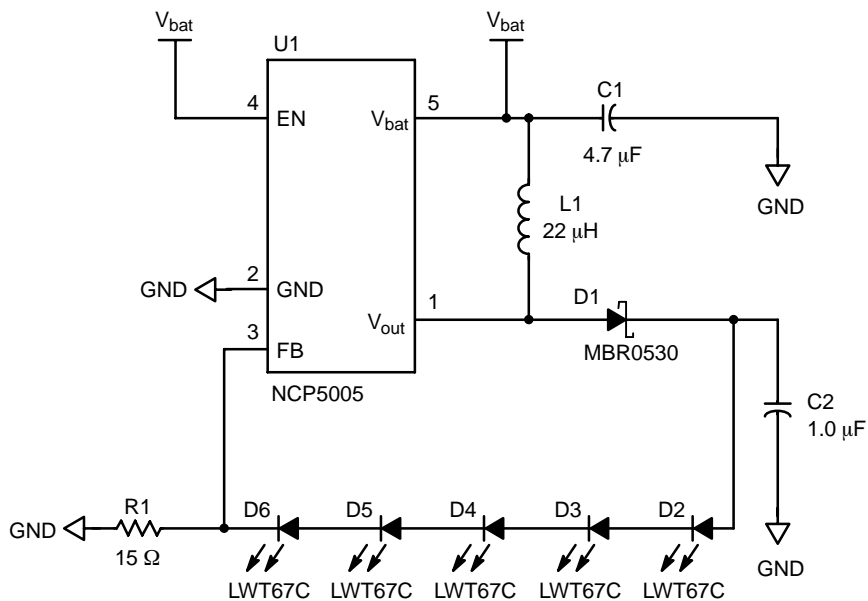 Vbat
U1
Vbat
4
EN
Vbat
5
C1
4.7 μF
GND
L1
22 μH
GND
2
GND
1
Vout
D1
MBR0530
3
FB
NCP5005
C2
1.0 μF
GND
R1
15 Ω
D6
D5
D4
D3
D2
LWT67C
LWT67C
LWT67C
LWT67C
LWT67C
GND